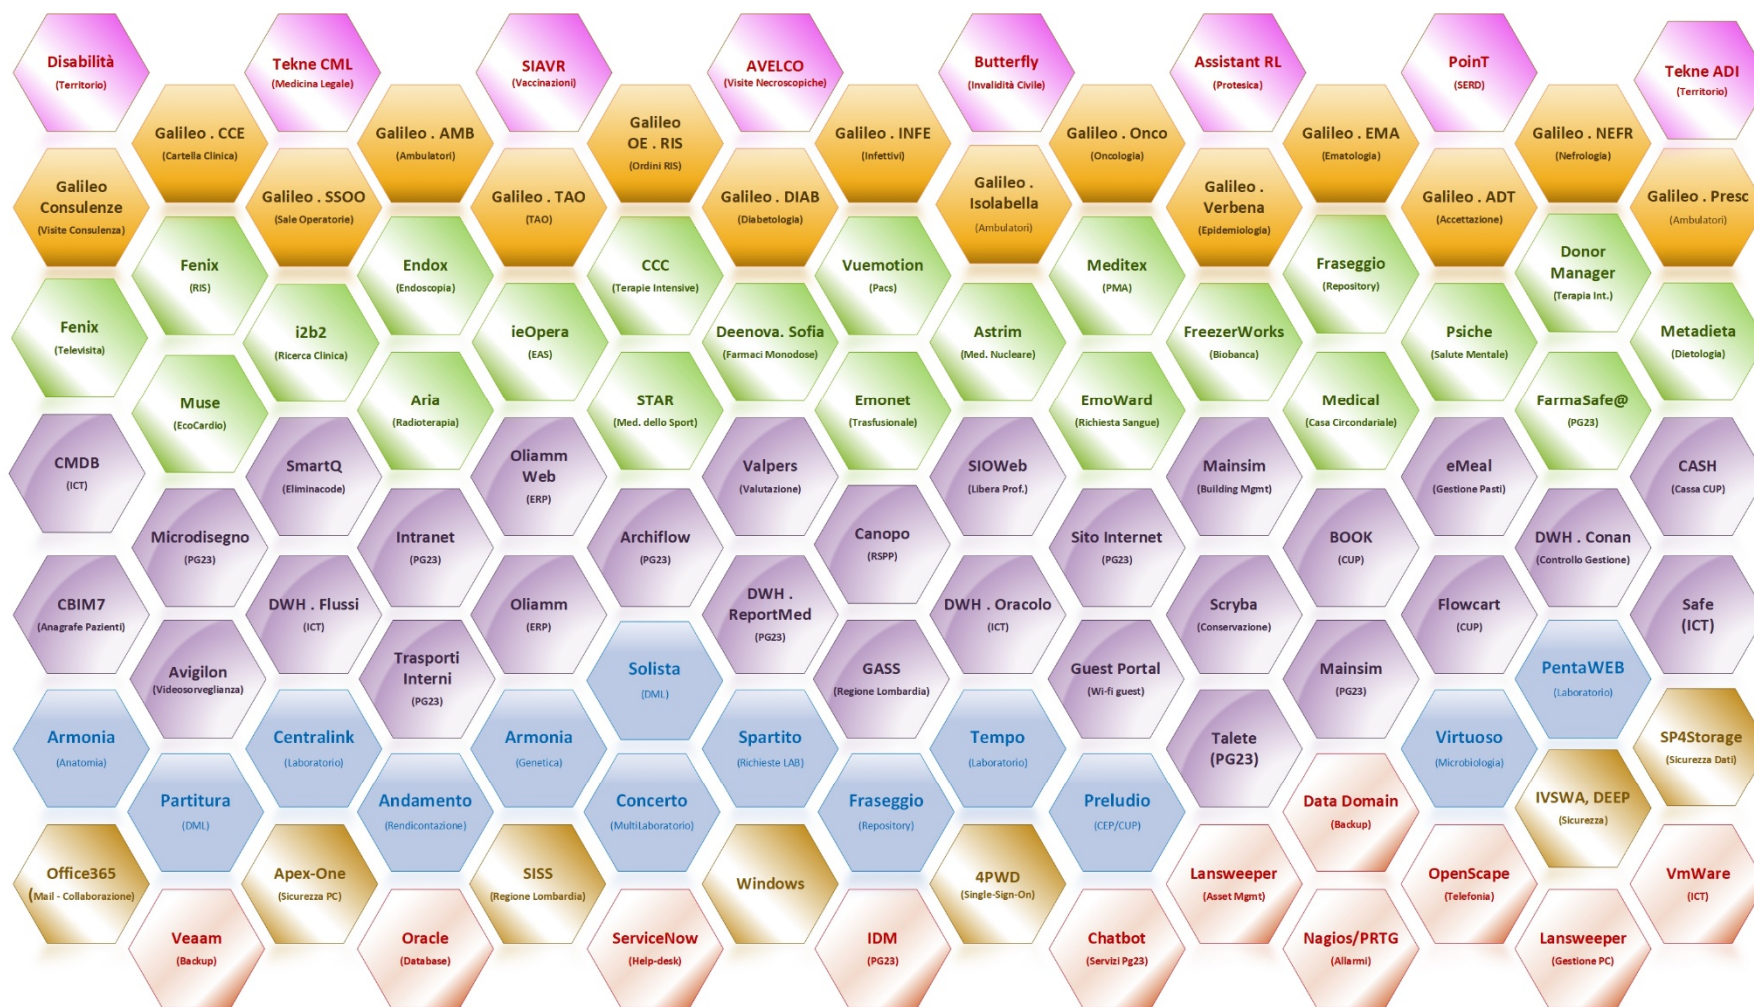 Disabilità
(Territorio)
Tekne CML
(Medicina Legale)
SIAVR
(Vaccinazioni)
AVELCO
(Visite Necroscopiche)
Butterfly
(Invalidità Civile)
Assistant RL
(Protesica)
PoinT
(SERD)
Tekne ADI
(Territorio)
Galileo . CCE
(Cartella Clinica)
Galileo . AMB
(Ambulatori)
Galileo
OE . RIS
(Ordini RIS)
Galileo . INFE
(Infettivi)
Galileo . Onco
(Oncologia)
Galileo . EMA
(Ematologia)
Galileo . NEFR
(Nefrologia)
Galileo
Consulenze
(Visite Consulenza)
Galileo . SSOO
(Sale Operatorie)
Galileo . TAO
(TAO)
Galileo . DIAB
(Diabetologia)
Galileo .
Isolabella
(Ambulatori)
Galileo .
Verbena
(Epidemiologia)
Galileo . ADT
(Accettazione)
Galileo . Presc
(Ambulatori)
Fenix
(RIS)
Endox
(Endoscopia)
CCC
(Terapie Intensive)
Vuemotion
(Pacs)
Meditex
(PMA)
Fraseggio
(Repository)
Donor
Manager
(Terapia Int.)
Fenix
(Televisita)
i2b2
(Ricerca Clinica)
ieOpera
(EAS)
Deenova. Sofia
(Farmaci Monodose)
Astrim
(Med. Nucleare)
FreezerWorks
(Biobanca)
Psiche
(Salute Mentale)
Metadieta
(Dietologia)
Muse
(EcoCardio)
Aria
(Radioterapia)
STAR
(Med. dello Sport)
Emonet
(Trasfusionale)
EmoWard
(Richiesta Sangue)
Medical
(Casa Circondariale)
FarmaSafe@
(PG23)
CMDB
(ICT)
SmartQ
(Eliminacode)
Oliamm
Web
(ERP)
Valpers
(Valutazione)
SIOWeb
(Libera Prof.)
Mainsim
(Building Mgmt)
eMeal
(Gestione Pasti)
CASH
(Cassa CUP)
Microdisegno
(PG23)
Intranet
(PG23)
Archiflow
(PG23)
Canopo
(RSPP)
Sito Internet
(PG23)
BOOK
(CUP)
DWH . Conan
(Controllo Gestione)
CBIM7
(Anagrafe Pazienti)
DWH . Flussi
(ICT)
Oliamm
(ERP)
DWH .
ReportMed
(PG23)
DWH . Oracolo
(ICT)
Scryba
(Conservazione)
Flowcart
(CUP)
Safe
(ICT)
Avigilon
(Videosorveglianza)
Trasporti
Interni
(PG23)
Solista
(DML)
GASS
(Regione Lombardia)
Guest Portal
(Wi-fi guest)
Mainsim
(PG23)
PentaWEB
(Laboratorio)
Armonia
(Anatomia)
Centralink
(Laboratorio)
Armonia
(Genetica)
Spartito
(Richieste LAB)
Tempo
(Laboratorio)
Talete
(PG23)
Virtuoso
(Microbiologia)
SP4Storage
(Sicurezza Dati)
Partitura
(DML)
Andamento
(Rendicontazione)
Concerto
(MultiLaboratorio)
Fraseggio
(Repository)
Preludio
(CEP/CUP)
Data Domain
(Backup)
IVSWA, DEEP
(Sicurezza)
Office365
(Mail - Collaborazione)
Apex-One
(Sicurezza PC)
SISS
(Regione Lombardia)
Windows
4PWD
(Single-Sign-On)
Lansweeper
(Asset Mgmt)
OpenScape
(Telefonia)
VmWare
(ICT)
Veaam
(Backup)
Oracle
(Database)
ServiceNow
(Help-desk)
IDM
(PG23)
Chatbot
(Servizi Pg23)
Nagios/PRTG
(Allarmi)
Lansweeper
(Gestione PC)